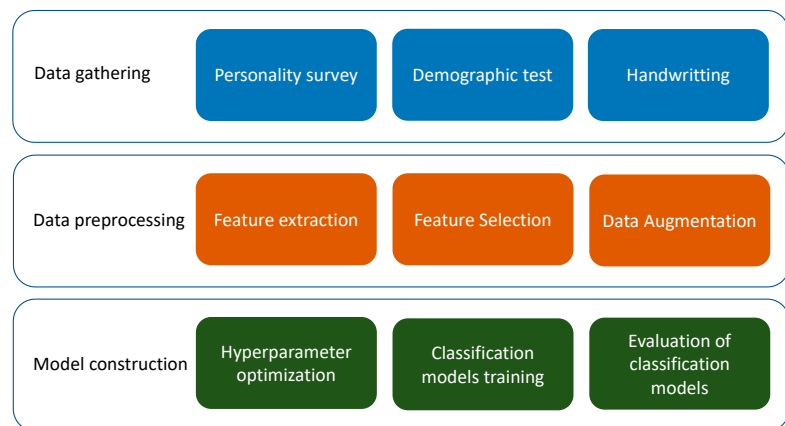 Data gathering
Personality survey
Demographic test
Handwritting
Data preprocessing
Feature extraction
Feature Selection
Data Augmentation
Model construction
Hyperparameter
optimization
Classification
models training
Evaluation of
classification
models